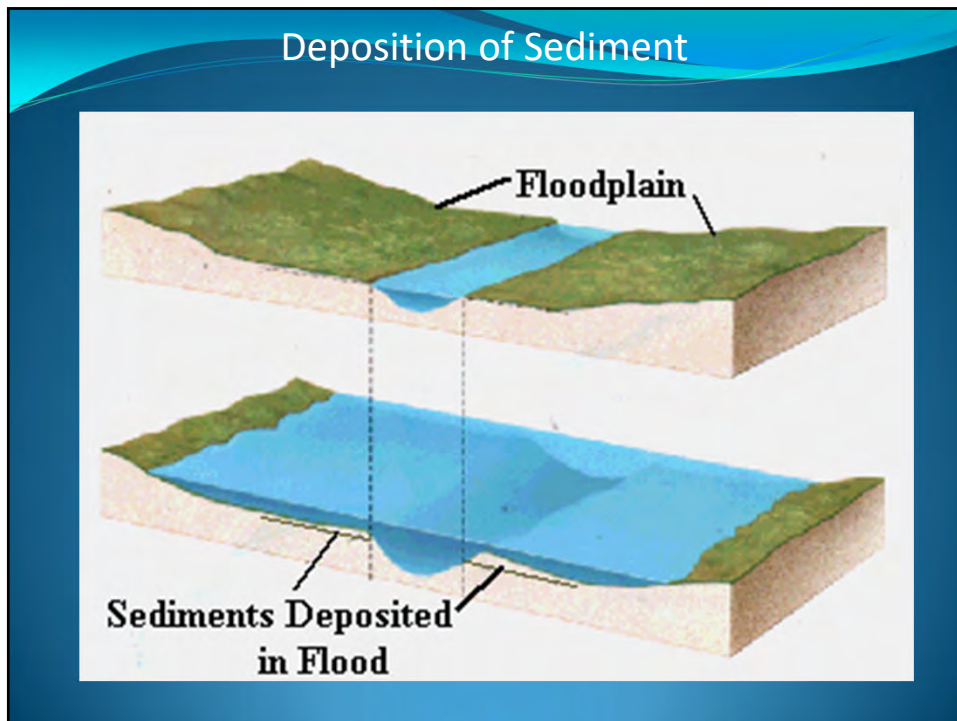 Deposition of Sediment
Floodplain
Sediments Deposited
in Flood